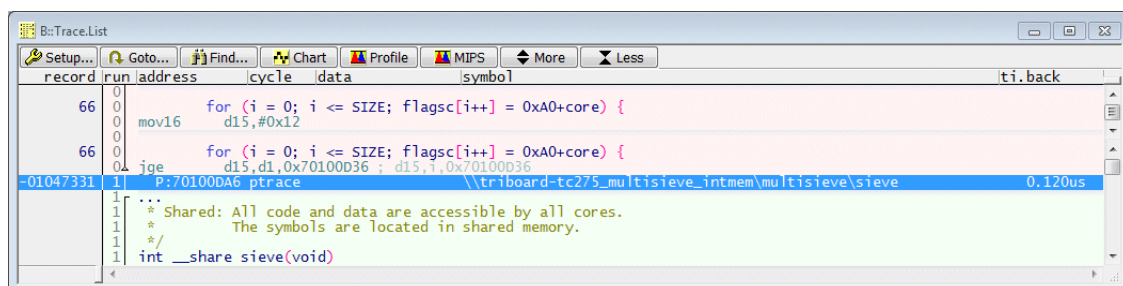 B::Trace.List
Setup... Goto... Find... Chart Profile MIPS More Less
record run address cycle data symbol ti.back
0
66 0 for (i = 0; i <= SIZE; flagsc[i++] = 0xA0+core) {
0 mov16 d15,#0x12
0
66 0 for (i = 0; i <= SIZE; flagsc[i++] = 0xA0+core) {
0 jge d15,d1,0x70100D36 ; d15,i,0x70100D36
-01047331 1 P:70100DA6 ptrace \\triboard-tc275_multisieve_intmem\multisieve\sieve 0.120us
1 ...
1 * Shared: All code and data are accessible by all cores.
1 * The symbols are located in shared memory.
1 */
1 int __share sieve(void)